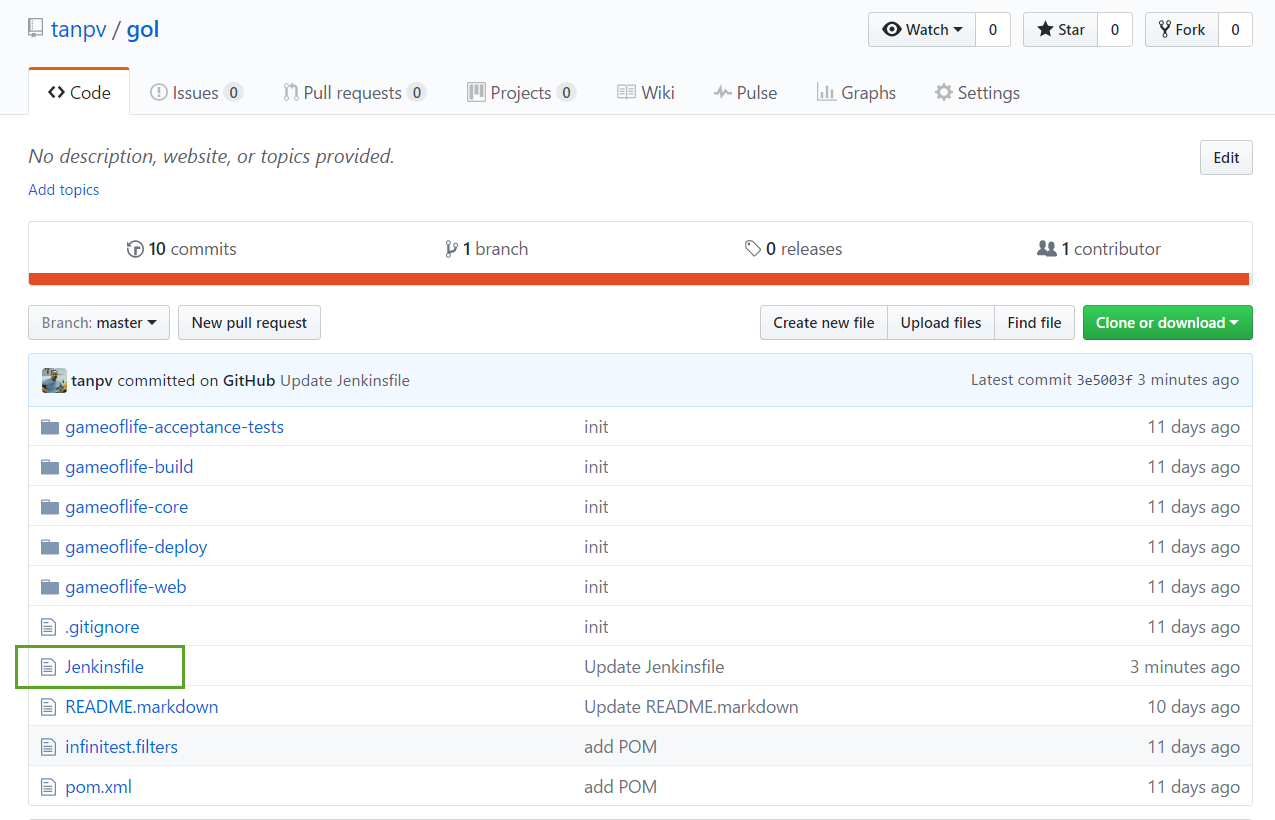 tanpv / gol Watch 0 Star 0 Fork 0
Code Issues 0 Pull requests 0 Projects 0 Wiki Pulse Graphs Settings
No description, website, or topics provided. Edit
Add topics
10 commits 1 branch 0 releases 1 contributor
Branch: master New pull request Create new file Upload files Find file Clone or download
tanpv committed on GitHub Update Jenkinsfile Latest commit 3e5003f 3 minutes ago
gameoflife-acceptance-tests init 11 days ago
gameoflife-build init 11 days ago
gameoflife-core init 11 days ago
gameoflife-deploy init 11 days ago
gameoflife-web init 11 days ago
.gitignore init 11 days ago
Jenkinsfile Update Jenkinsfile 3 minutes ago
README.markdown Update README.markdown 10 days ago
infinitest.filters add POM 11 days ago
pom.xml add POM 11 days ago